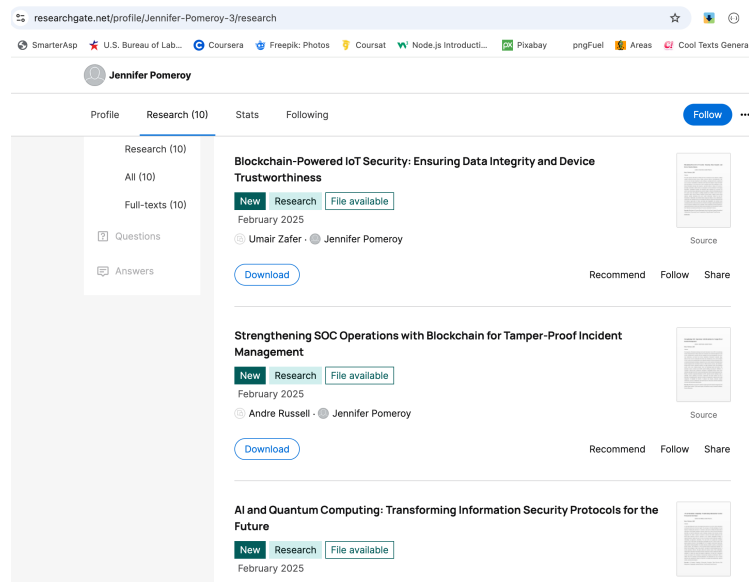 researchgate.net/profile/Jennifer-Pomeroy-3/research
SmarterAsp U.S. Bureau of Lab... Coursera Freepik: Photos Coursat Node.js Introducti... Pixabay pngFuel Areas Cool Texts Genera
Jennifer Pomeroy
Profile Research (10) Stats Following Follow
Research (10)
All (10)
Full-texts (10)
Questions
Answers
Blockchain-Powered IoT Security: Ensuring Data Integrity and Device
Trustworthiness
New Research File available
February 2025
Umair Zafer · Jennifer Pomeroy
Source
Download Recommend Follow Share
Strengthening SOC Operations with Blockchain for Tamper-Proof Incident
Management
New Research File available
February 2025
Andre Russell · Jennifer Pomeroy
Source
Download Recommend Follow Share
AI and Quantum Computing: Transforming Information Security Protocols for the
Future
New Research File available
February 2025